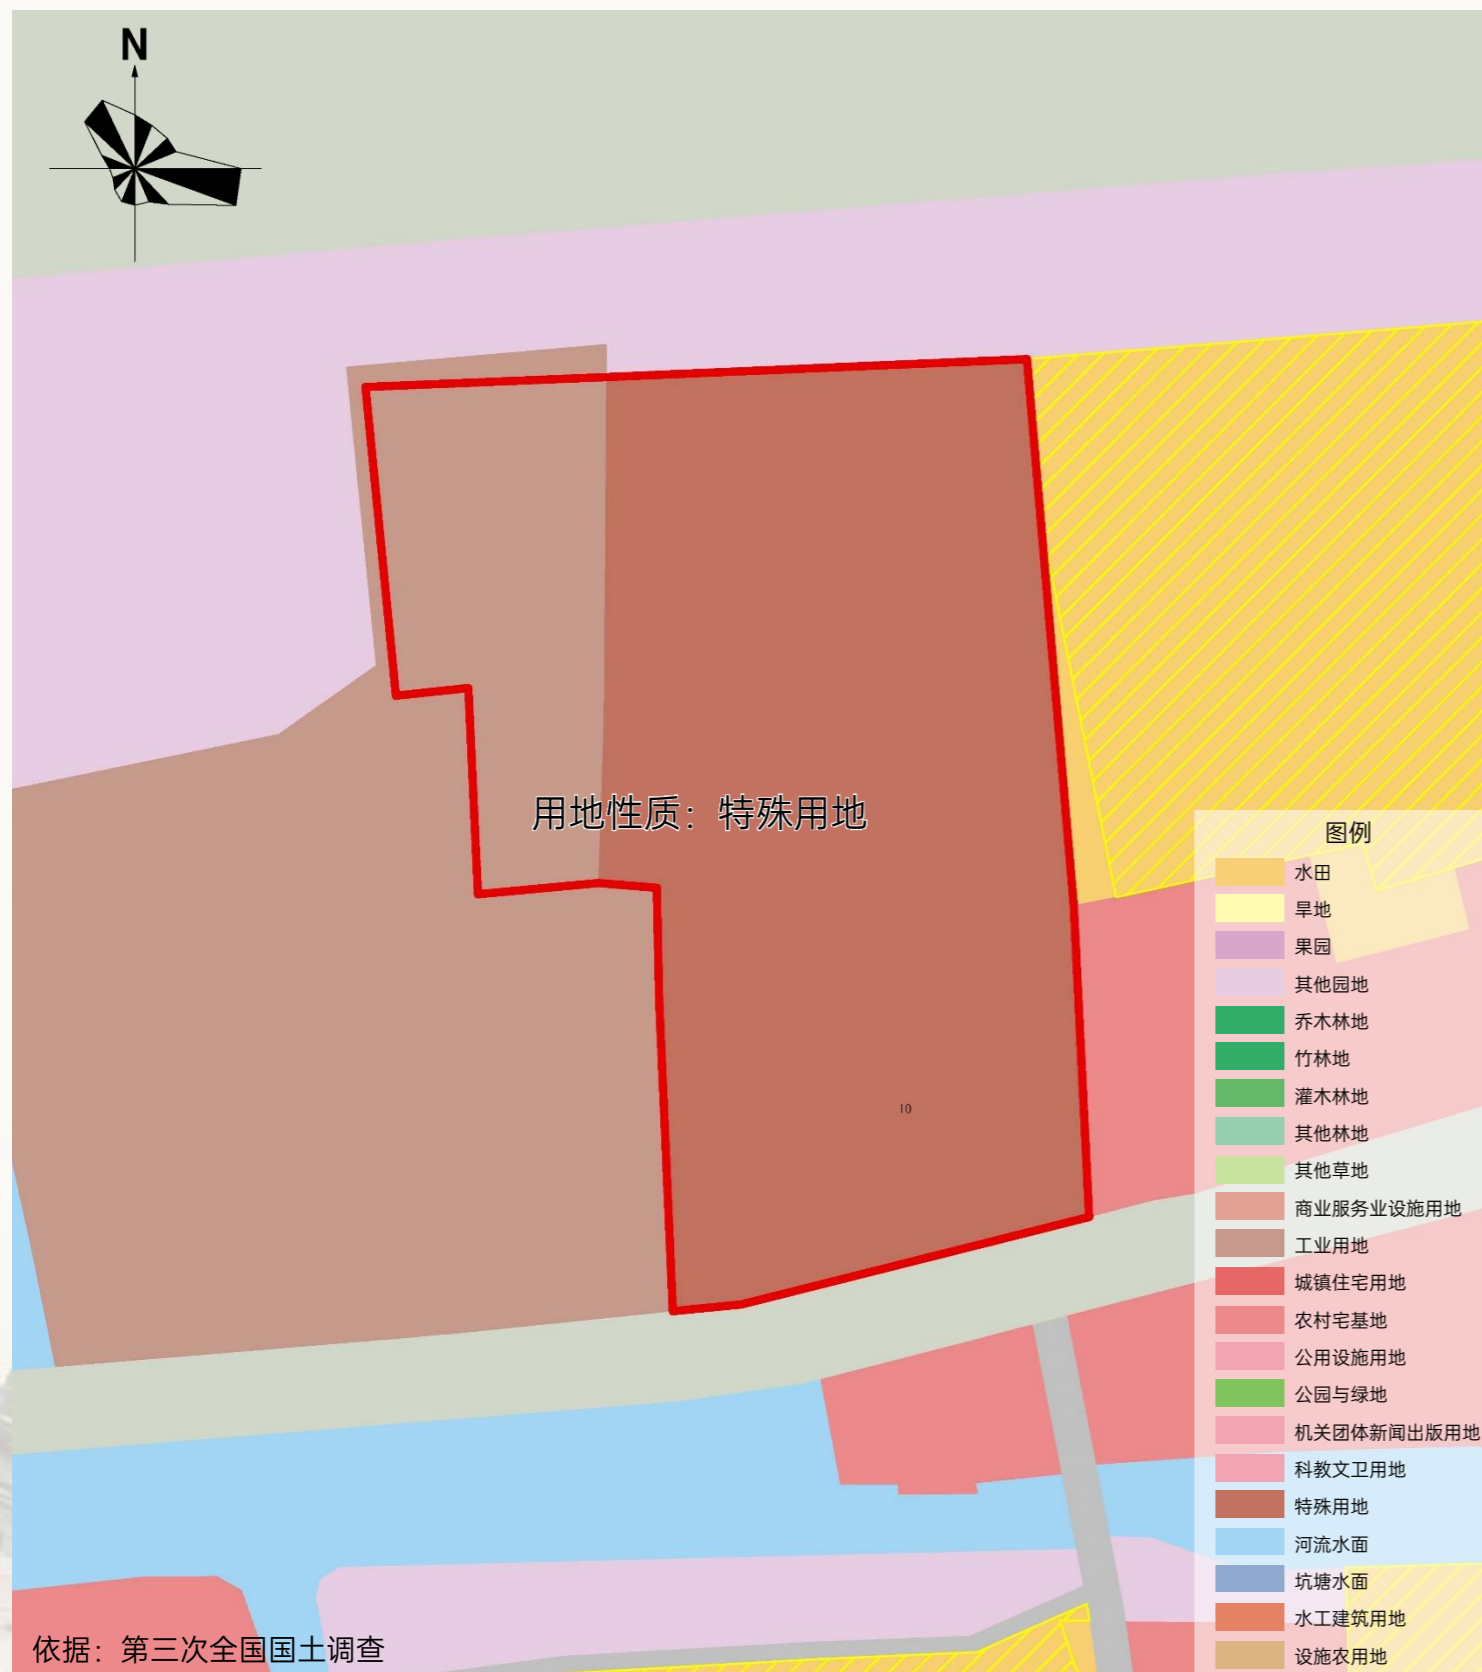 N
用地性质：特殊用地
10
图例
水田
旱地
果园
其他园地
乔木林地
竹林地
灌木林地
其他林地
其他草地
商业服务业设施用地
工业用地
城镇住宅用地
农村宅基地
公用设施用地
公园与绿地
机关团体新闻出版用地
科教文卫用地
特殊用地
河流水面
坑塘水面
水工建筑用地
设施农用地
依据：第三次全国国土调查